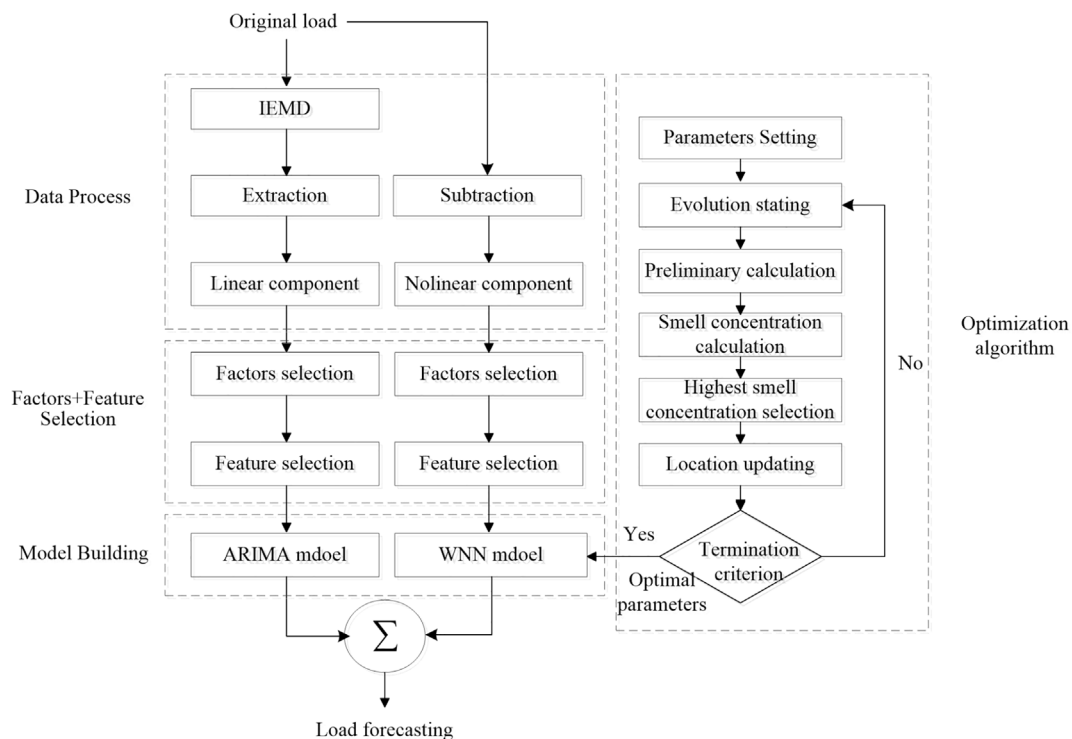 Original load
IEMD
Data Process
Extraction
Subtraction
Linear component
Nolinear component
Factors+Feature
Selection
Factors selection
Factors selection
Feature selection
Feature selection
Model Building
ARIMA mdoel
WNN mdoel
Σ
Load forecasting
Parameters Setting
Evolution stating
Preliminary calculation
Smell concentration
calculation
Highest smell
concentration selection
Location updating
Termination
criterion
Yes
Optimal
parameters
No
Optimization
algorithm